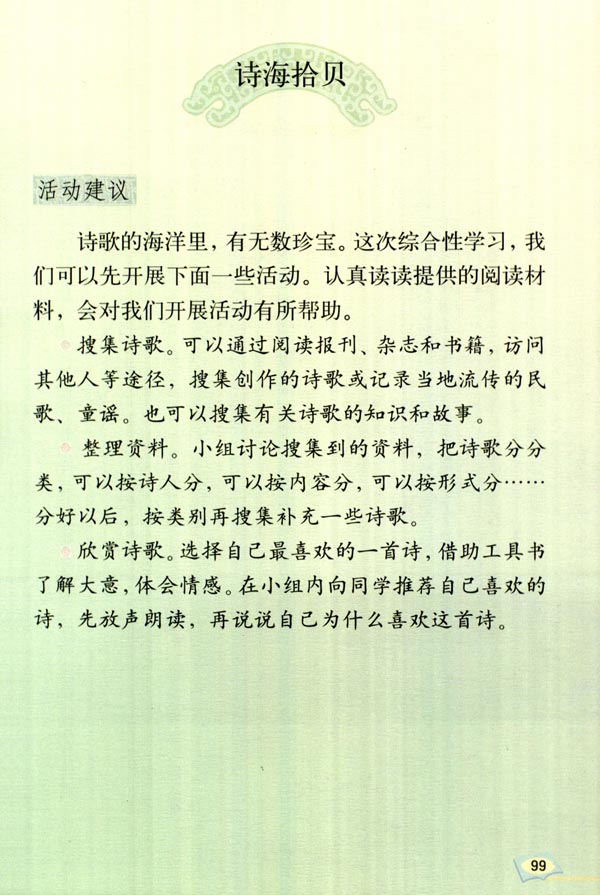 诗海拾贝
活动建议
诗歌的海洋里，有无数珍宝。这次综合性学习，我
们可以先开展下面一些活动。认真读读提供的阅读材
料，会对我们开展活动有所帮助。
搜集诗歌。可以通过阅读报刊、杂志和书籍，访问
其他人等途径，搜集创作的诗歌或记录当地流传的民
歌、童谣。也可以搜集有关诗歌的知识和故事。
整理资料。小组讨论搜集到的资料，把诗歌分分
类，可以按诗人分，可以按内容分，可以按形式分……
分好以后，按类别再搜集补充一些诗歌。
欣赏诗歌。选择自己最喜欢的一首诗，借助工具书
了解大意，体会情感。在小组内向同学推荐自己喜欢的
诗，先放声朗读，再说说自己为什么喜欢这首诗。
99